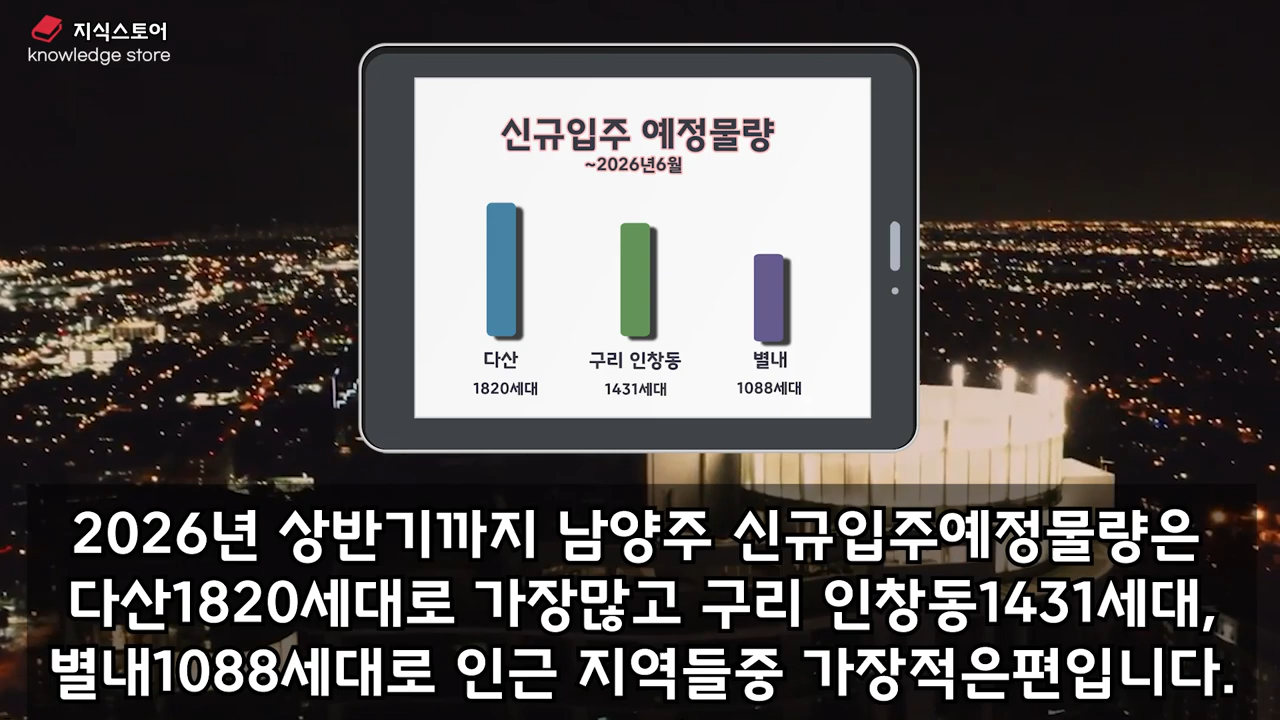 지식스토어
knowledge store
신규입주 예정물량
~2026년6월
다산 구리 인창동 별내
1820세대 1431세대 1088세대
2026년 상반기까지 남양주 신규입주예정물량은
다산1820세대로 가장많고 구리 인창동1431세대,
별내1088세대로 인근 지역들중 가장적은편입니다.